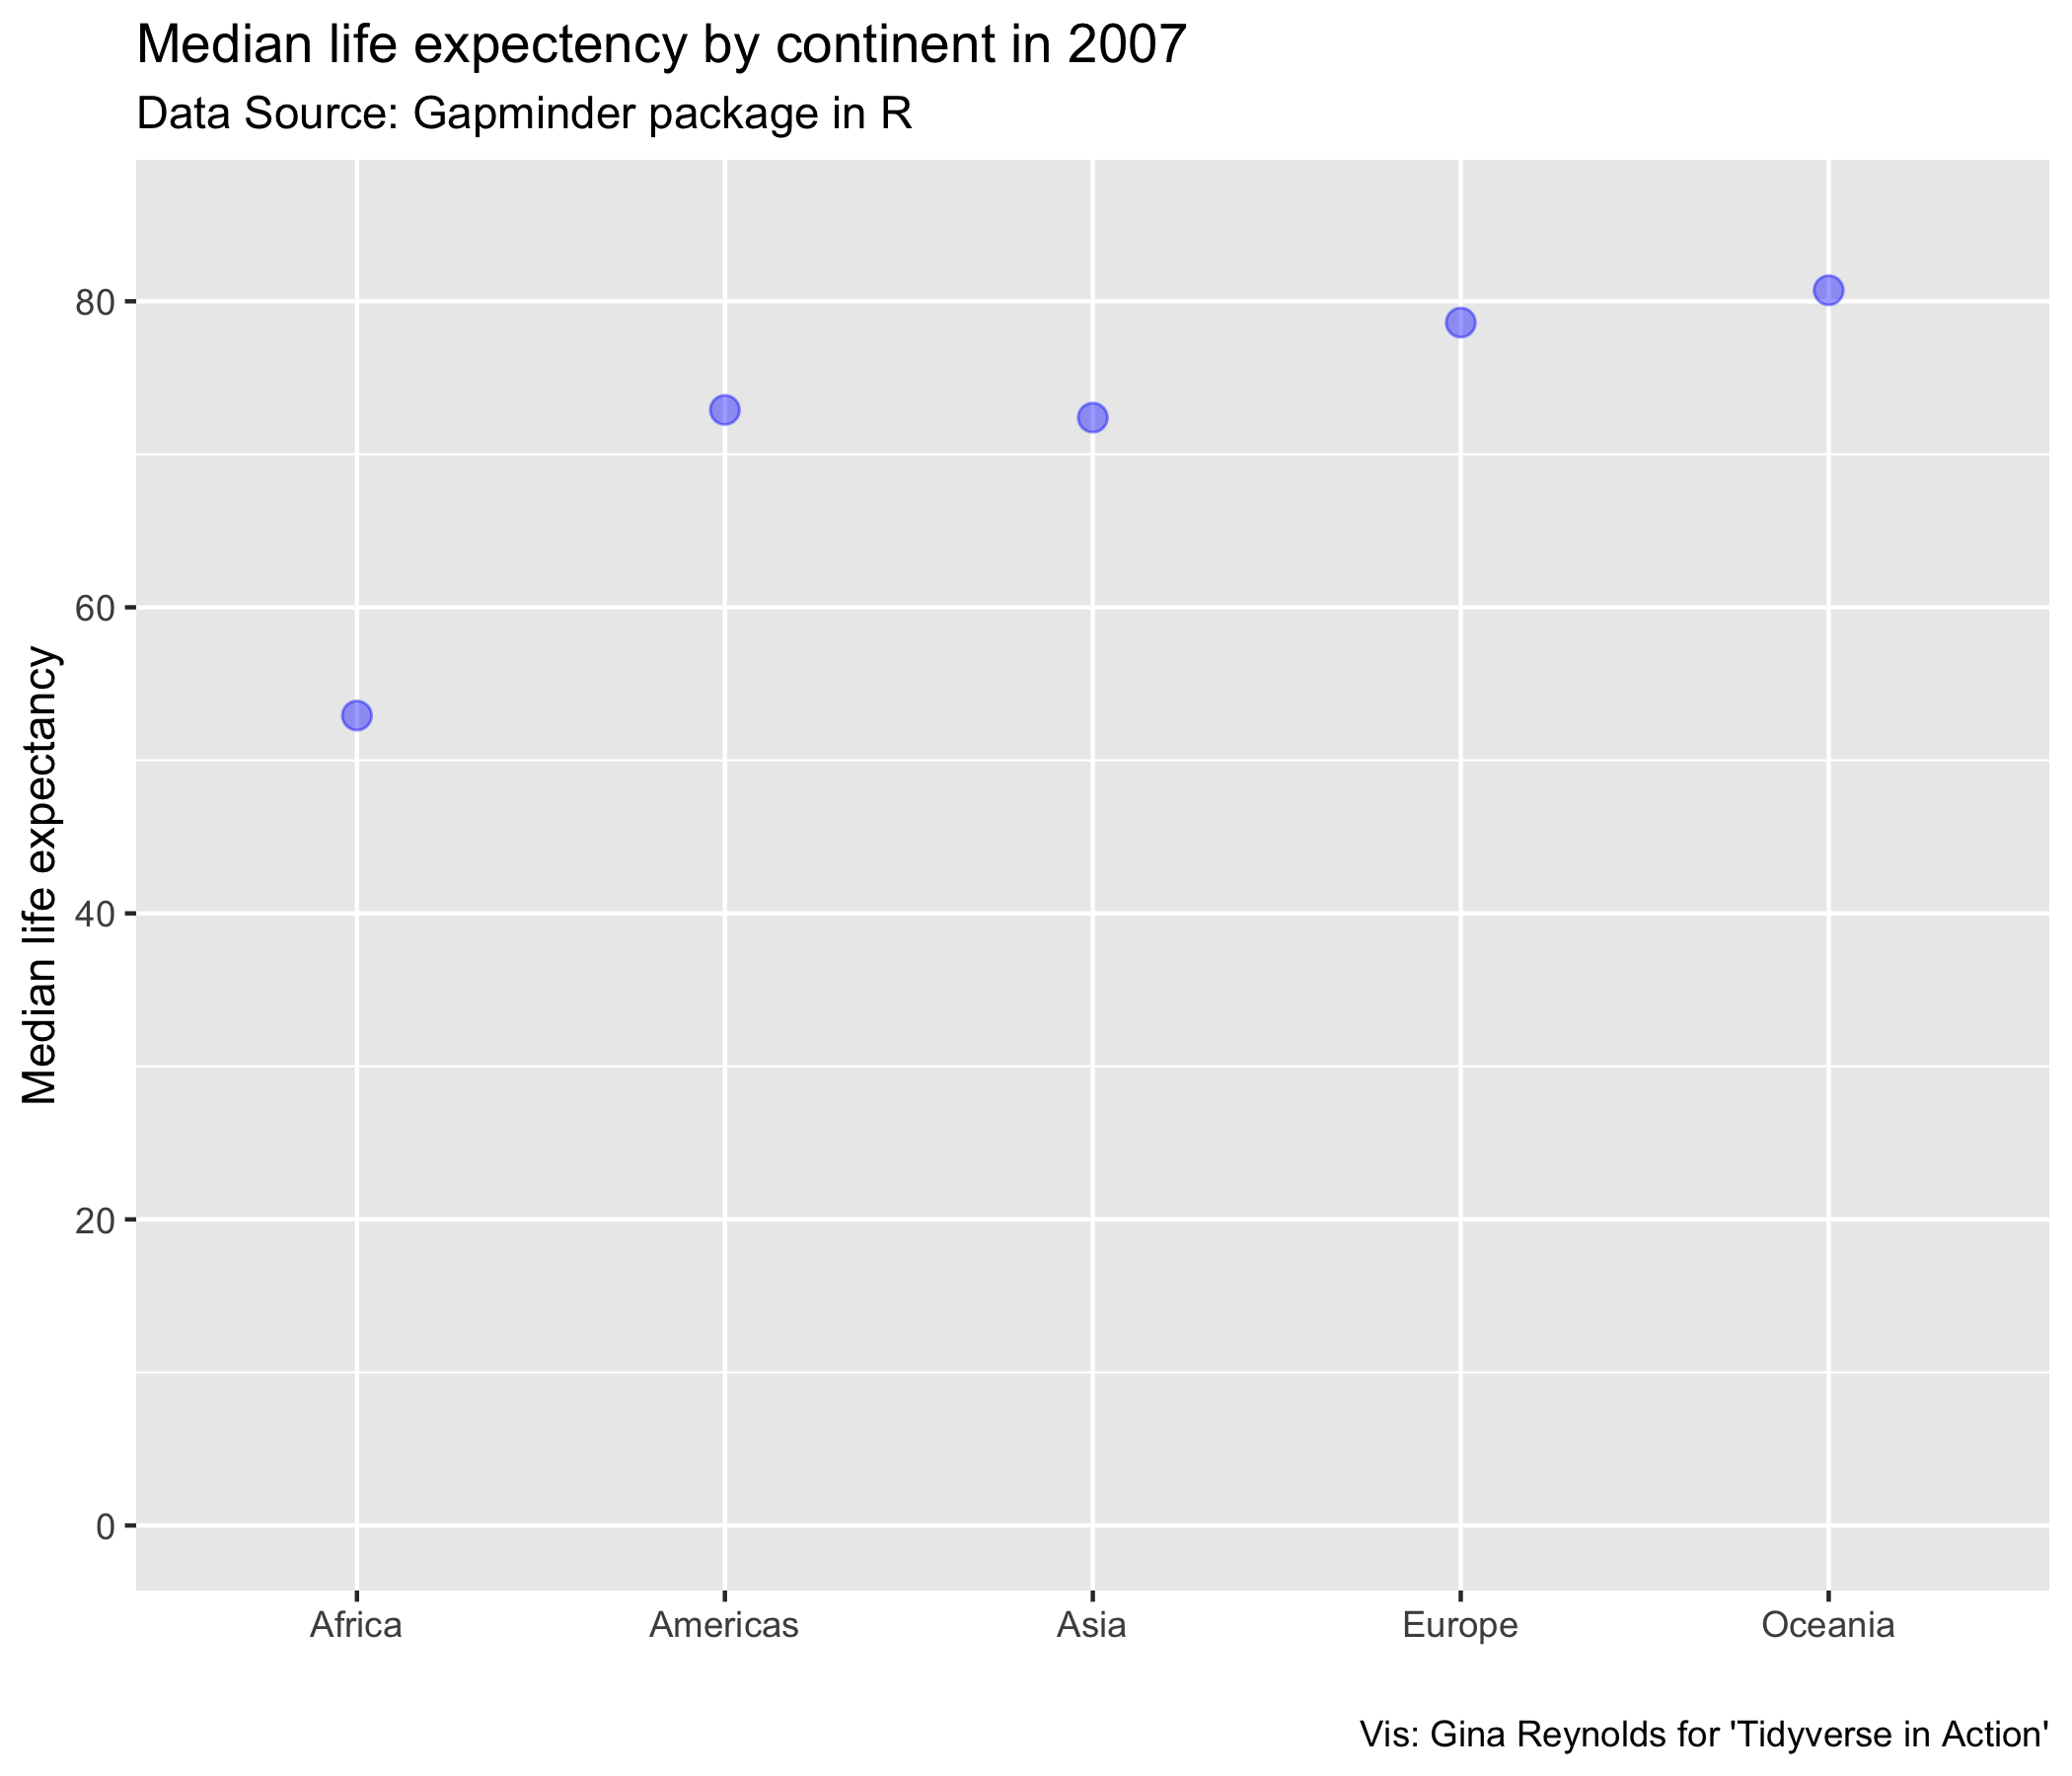 Median life expectency by continent in 2007
Data Source: Gapminder package in R
Median life expectancy
80
60
40
20
0
Africa Americas Asia Europe Oceania
Vis: Gina Reynolds for 'Tidyverse in Action'